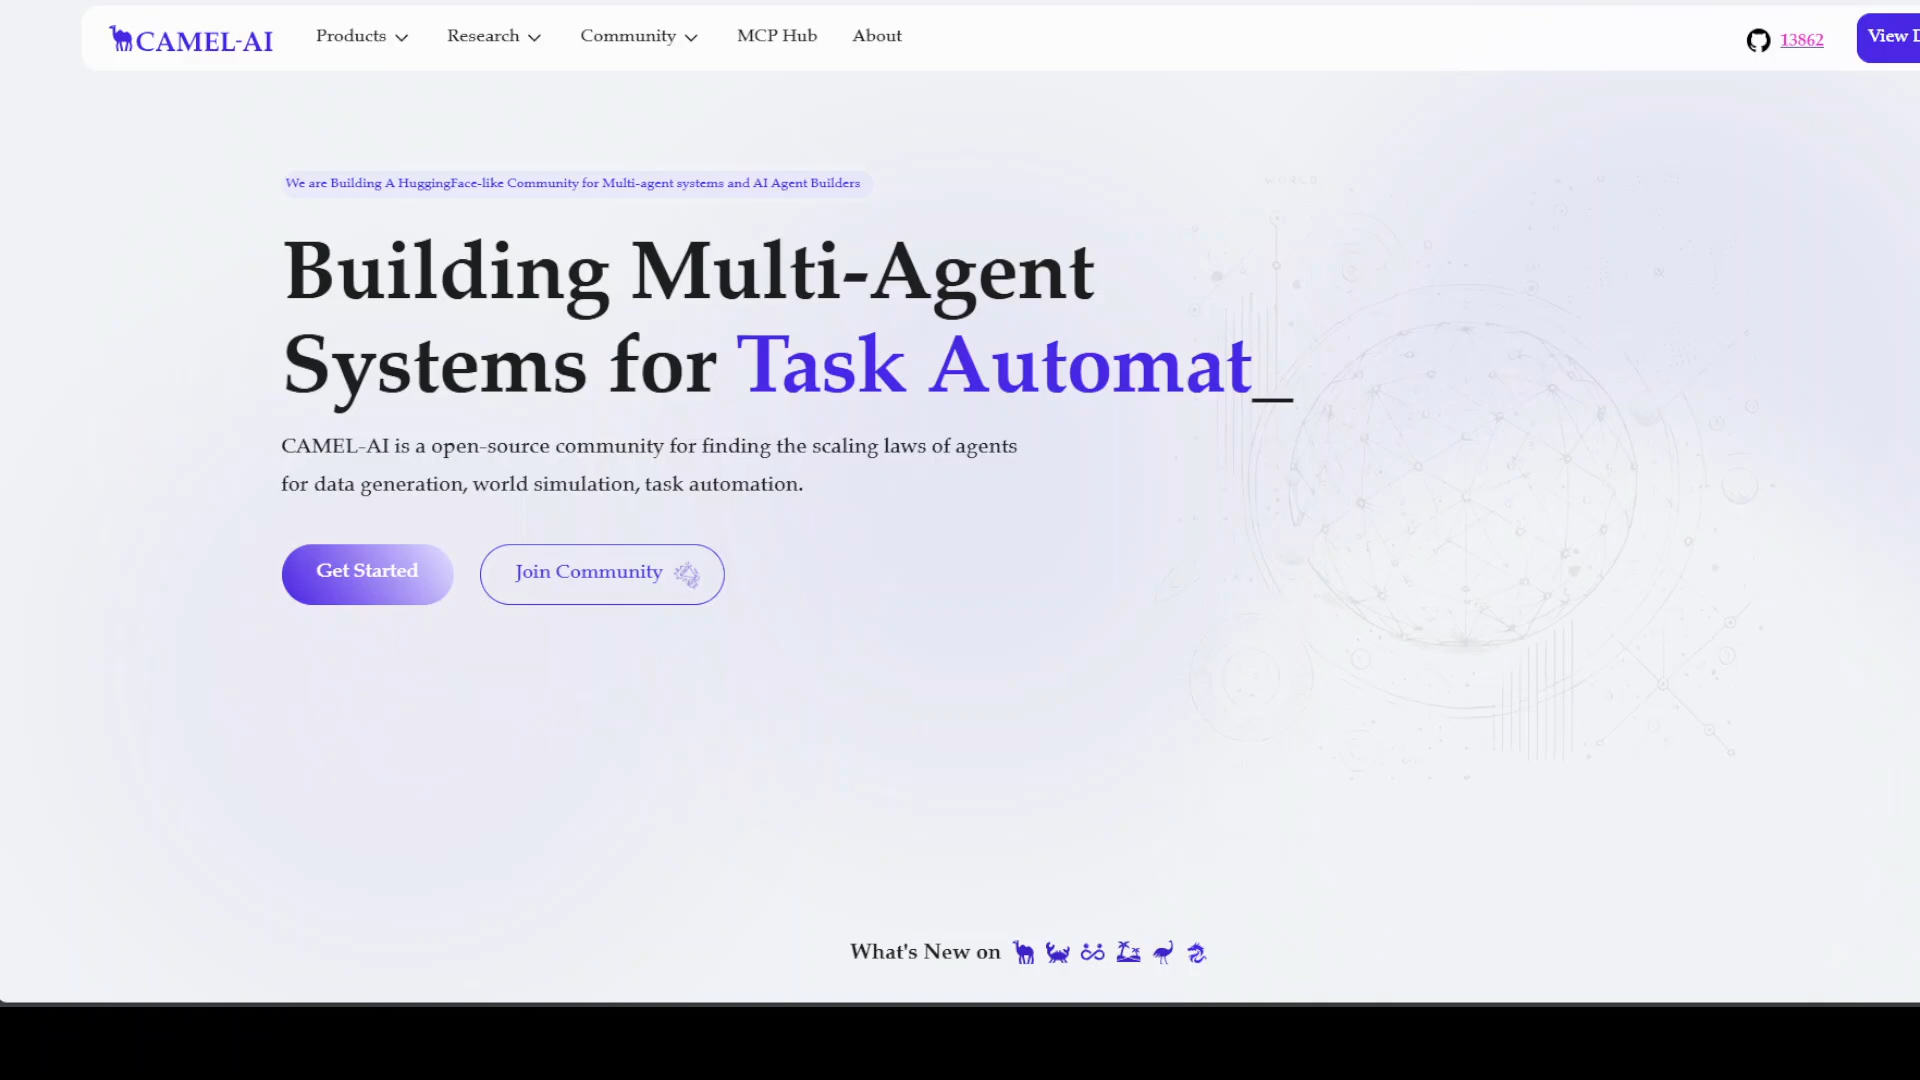 CAMEL-AI
Products
Research
Community
MCP Hub
About
13862
View
We are Building A HuggingFace-like Community for Multi-agent systems and AI Agent Builders
WORLD
Building Multi-Agent
Systems for Task Automat_
CAMEL-AI is a open-source community for finding the scaling laws of agents
for data generation, world simulation, task automation.
Get Started
Join Community
What's New on